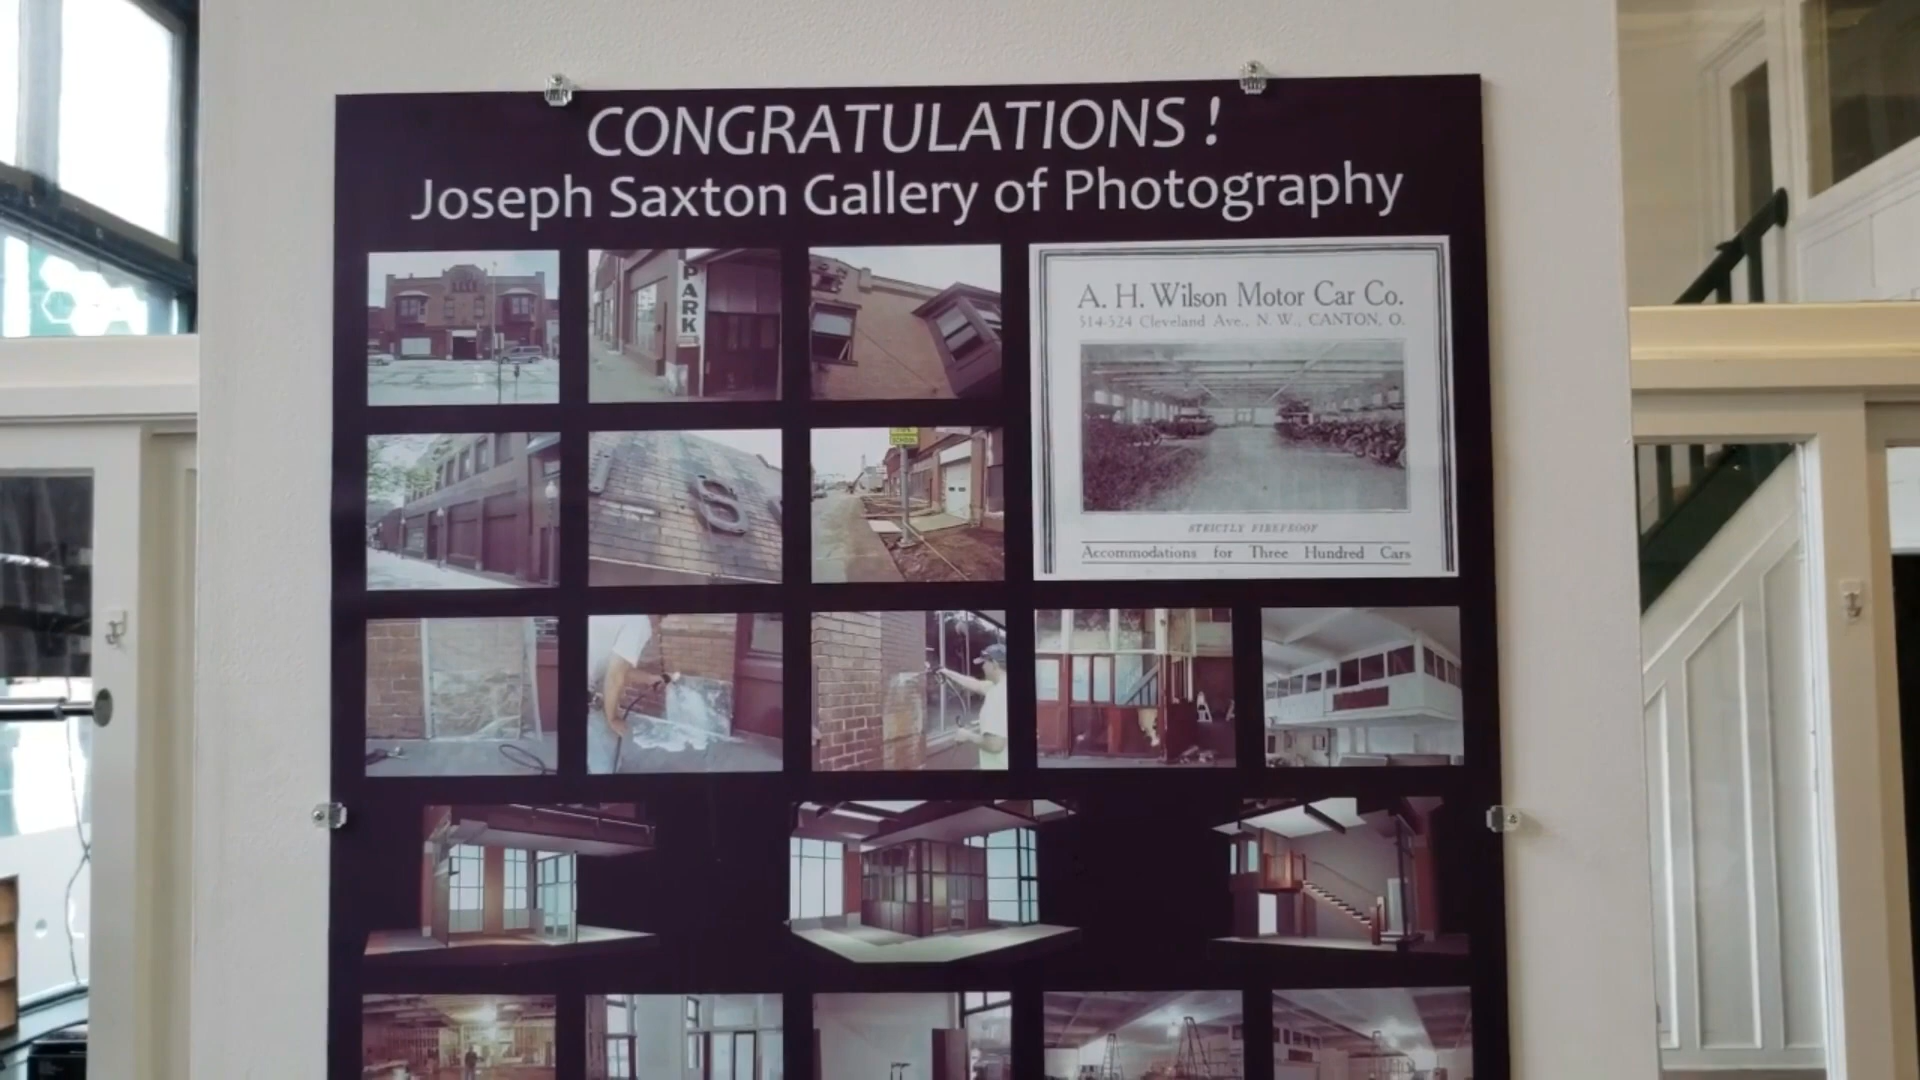 CONGRATULATIONS !
Joseph Saxton Gallery of Photography
PARK
A. H. Wilson Motor Car Co.
514-524 Cleveland Ave., N. W., CANTON, O.
STRICTLY FIREPROOF
Accommodations for Three Hundred Cars
S
SCHOOL